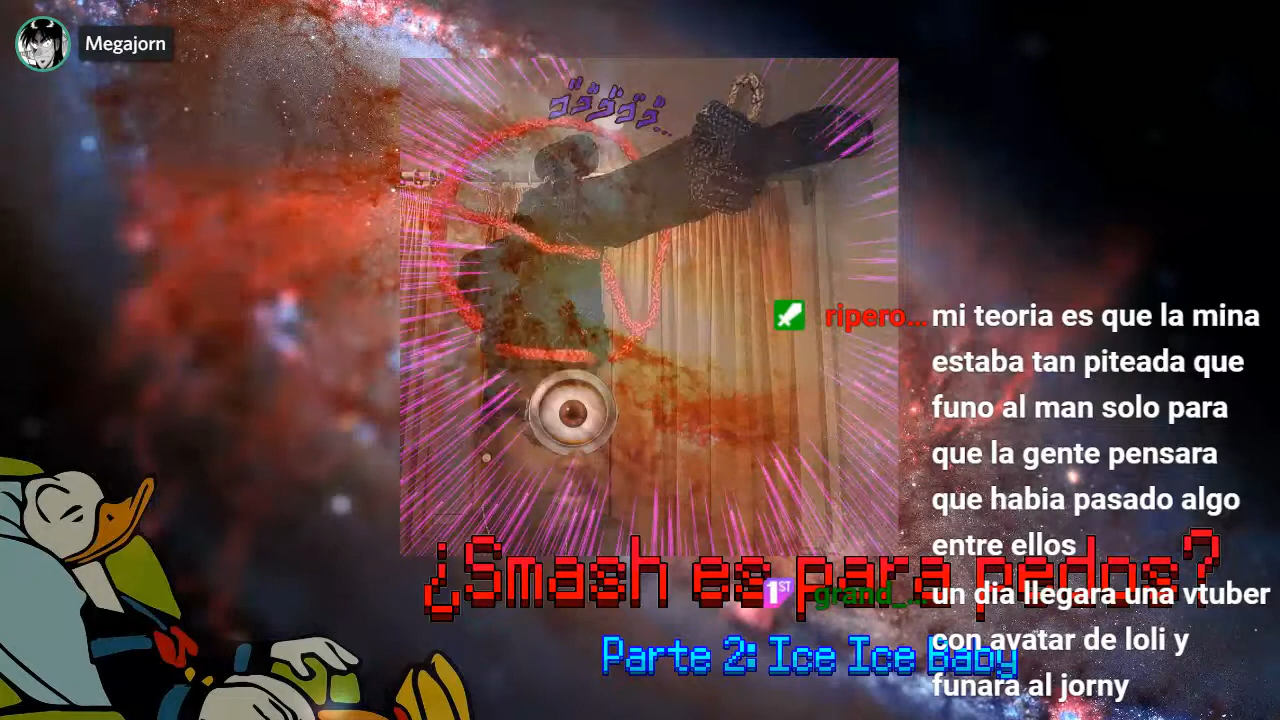 Megajorn
ゴゴゴゴゴ...
ripero...
mi teoria es que la mina
estaba tan piteada que
funo al man solo para
que la gente pensara
que habia pasado algo
entre ellos
¿Smash es para pedos?
1ST
grand_...
un dia llegara una vtuber
con avatar de loli y
funara al jorny
Parte 2: Ice Ice Baby